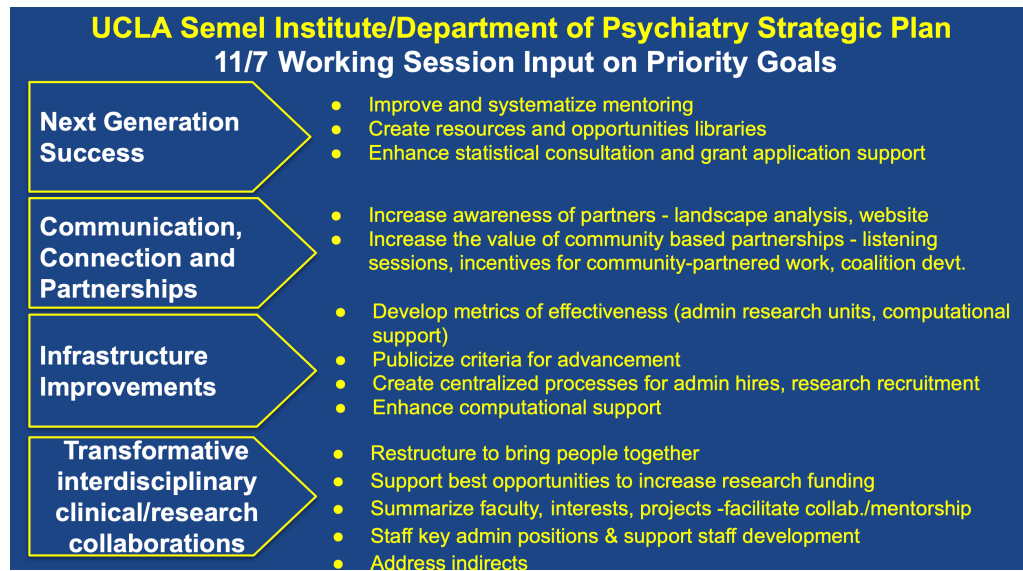 UCLA Semel Institute/Department of Psychiatry Strategic Plan
11/7 Working Session Input on Priority Goals
Next Generation
Success
● Improve and systematize mentoring
● Create resources and opportunities libraries
● Enhance statistical consultation and grant application support
Communication,
Connection and
Partnerships
● Increase awareness of partners - landscape analysis, website
● Increase the value of community based partnerships - listening
sessions, incentives for community-partnered work, coalition devt.
Infrastructure
Improvements
● Develop metrics of effectiveness (admin research units, computational
support)
● Publicize criteria for advancement
● Create centralized processes for admin hires, research recruitment
● Enhance computational support
Transformative
interdisciplinary
clinical/research
collaborations
● Restructure to bring people together
● Support best opportunities to increase research funding
● Summarize faculty, interests, projects -facilitate collab./mentorship
● Staff key admin positions & support staff development
● Address indirects